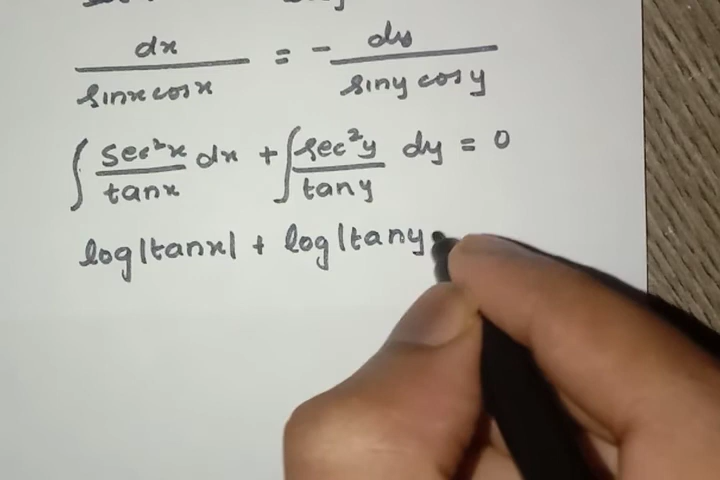 dx/sinx cosx = - dy/siny cosy
∫ sec²x/tanx dx + ∫ sec²y/tany dy = 0
log|tanx| + log|tany